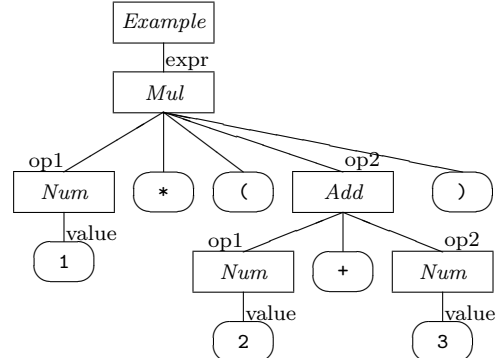 Example
expr
Mul
op1 op2
Num * ( Add )
value op1 op2
1 Num + Num
value value
2 3